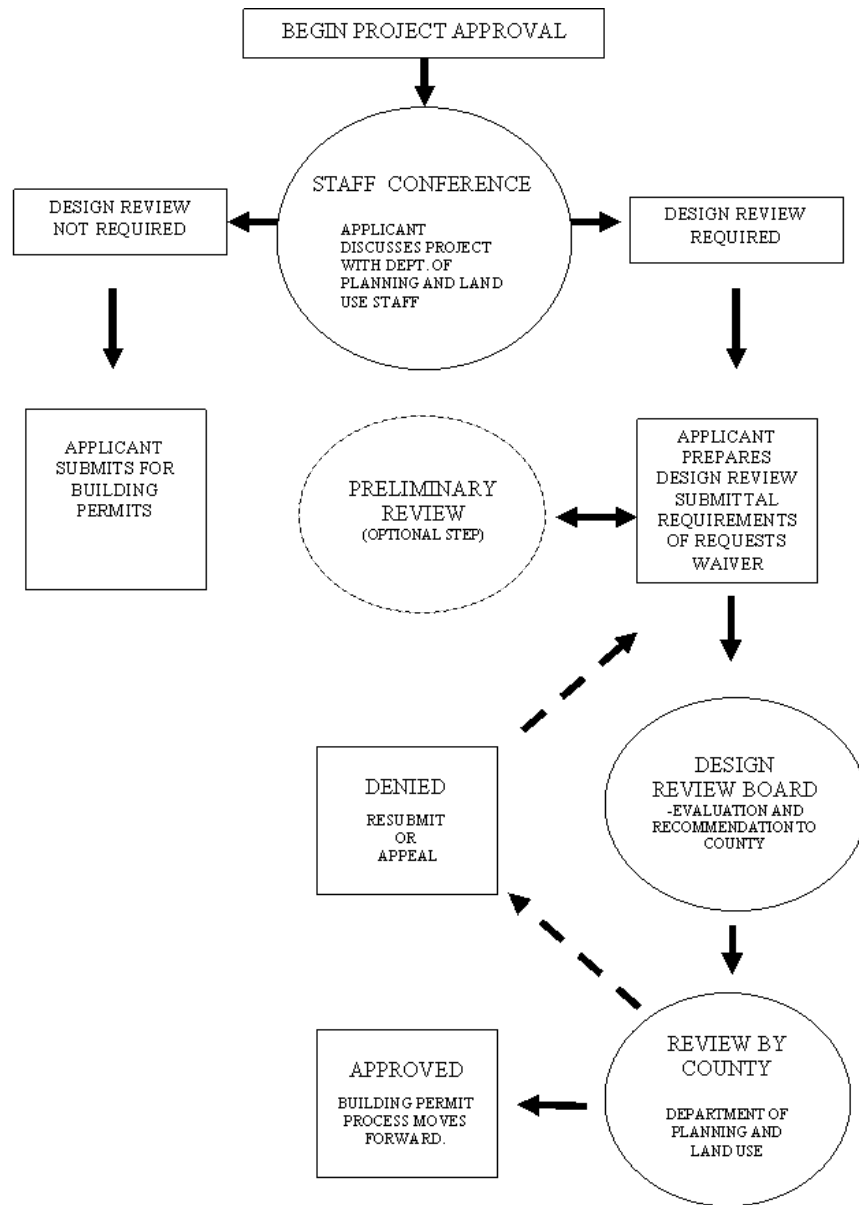 BEGIN PROJECT APPROVAL
STAFF CONFERENCE
APPLICANT
DISCUSSES PROJECT
WITH DEPT. OF
PLANNING AND LAND
USE STAFF
DESIGN REVIEW
NOT REQUIRED
DESIGN REVIEW
REQUIRED
APPLICANT
SUBMITS FOR
BUILDING
PERMITS
PRELIMINARY
REVIEW
(OPTIONAL STEP)
APPLICANT
PREPARES
DESIGN REVIEW
SUBMITTAL
REQUIREMENTS
OF REQUESTS
WAIVER
DENIED
RESUBMIT
OR
APPEAL
DESIGN
REVIEW BOARD
-EVALUATION AND
RECOMMENDATION TO
COUNTY
APPROVED
BUILDING PERMIT
PROCESS MOVES
FORWARD.
REVIEW BY
COUNTY
DEPARTMENT OF
PLANNING AND
LAND USE